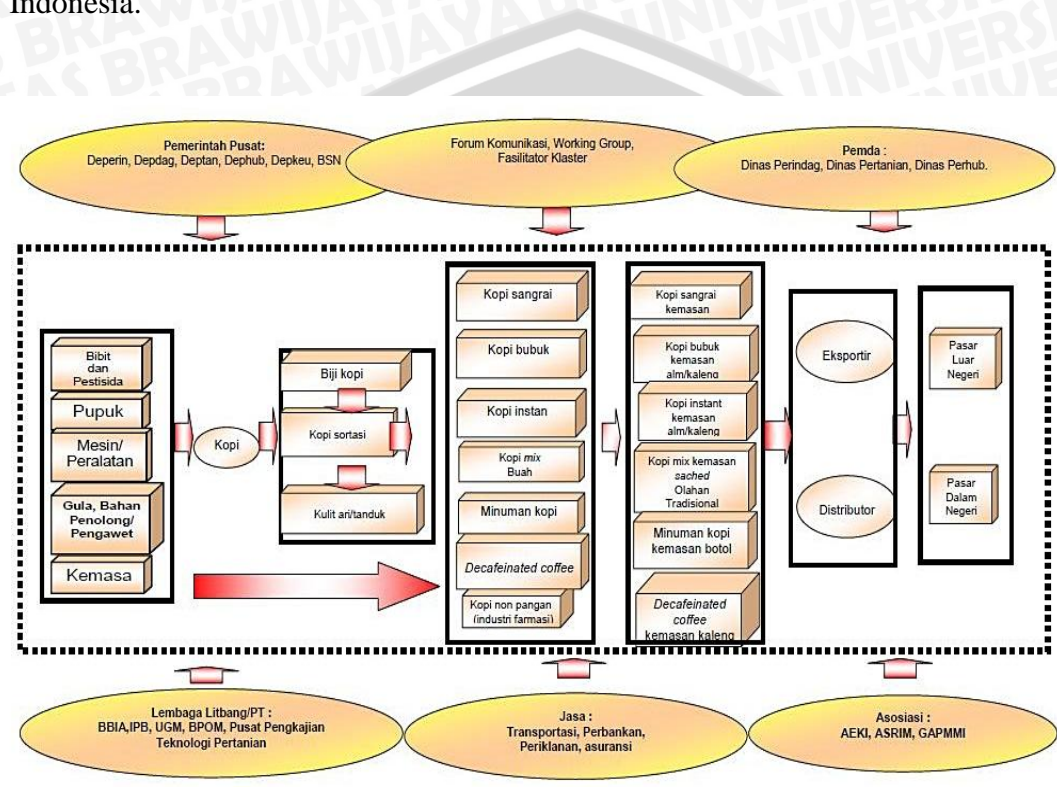 Indonesia.
Pemerintah Pusat:
Deperin, Depdag, Deptan, Dephub, Depkeu, BSN
Forum Komunikasi, Working Group,
Fasilitator Klaster
Pemda :
Dinas Perindag, Dinas Pertanian, Dinas Perhub.
Bibit
dan
Pestisida
Pupuk
Mesin/
Peralatan
Gula, Bahan
Penolong/
Pengawet
Kemasa
Kopi
Biji kopi
Kopi sortasi
Kulit ari/tanduk
Kopi sangrai
Kopi bubuk
Kopi instan
Kopi mix
Buah
Minuman kopi
Decafeinated coffee
Kopi non pangan
(industri farmasi)
Kopi sangrai
kemasan
Kopi bubuk
kemasan
alm/kaleng
Kopi instant
kemasan
alm/kaleng
Kopi mix kemasan
sached
Olahan
Tradisional
Minuman kopi
kemasan botol
Decafeinated
coffee
kemasan kaleng
Eksportir
Distributor
Pasar
Luar
Negeri
Pasar
Dalam
Negeri
Lembaga Litbang/PT :
BBIA,IPB, UGM, BPOM, Pusat Pengkajian
Teknologi Pertanian
Jasa :
Transportasi, Perbankan,
Periklanan, asuransi
Asosiasi :
AEKI, ASRIM, GAPMMI